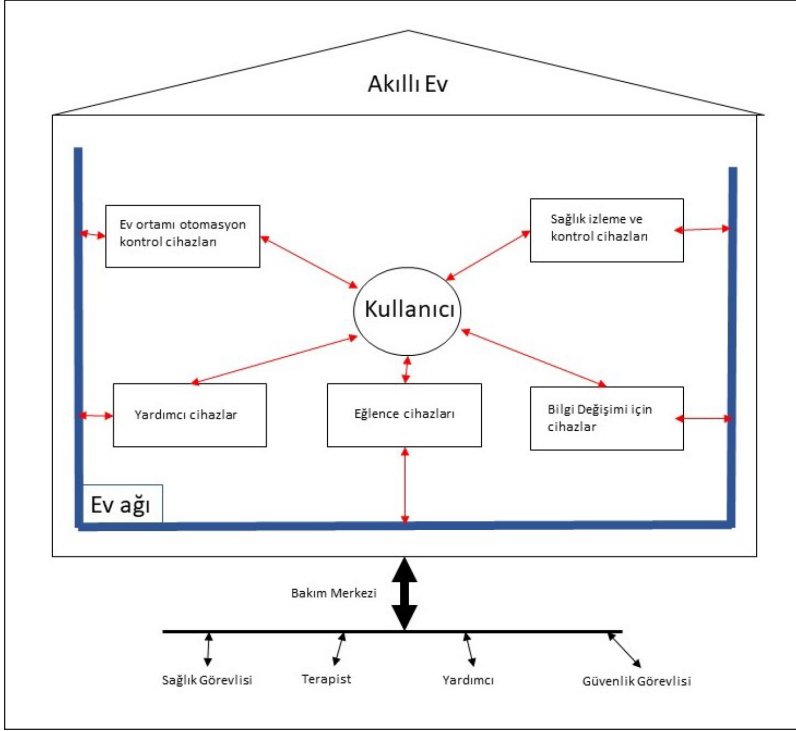 Akıllı Ev
Ev ortamı otomasyon
kontrol cihazları
Sağlık izleme ve
kontrol cihazları
Kullanıcı
Yardımcı cihazlar
Eğlence cihazları
Bilgi Değişimi için
cihazlar
Ev ağı
Bakım Merkezi
Sağlık Görevlisi
Terapist
Yardımcı
Güvenlik Görevlisi